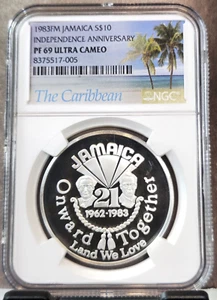 1983FM JAMAICA S$10
INDEPENDENCE ANNIVERSARY
PF 69 ULTRA CAMEO
8375517-005
The Caribbean
NGC
JAMAICA
21
1962-1983
Onward Together
Land We Love